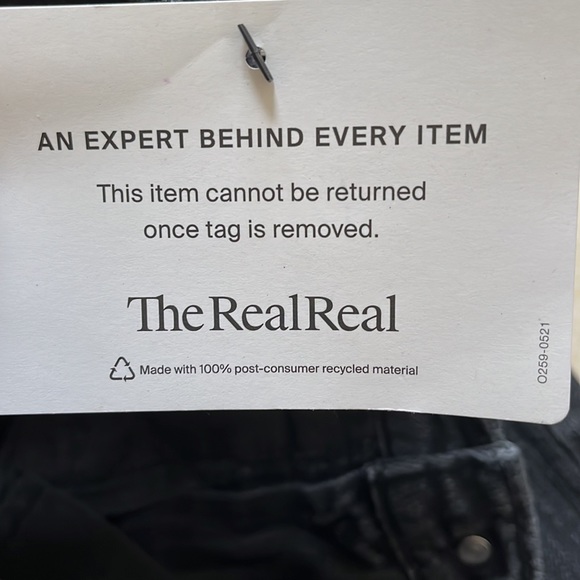 AN EXPERT BEHIND EVERY ITEM
This item cannot be returned
once tag is removed.
The RealReal
Made with 100% post-consumer recycled material
O259-0521